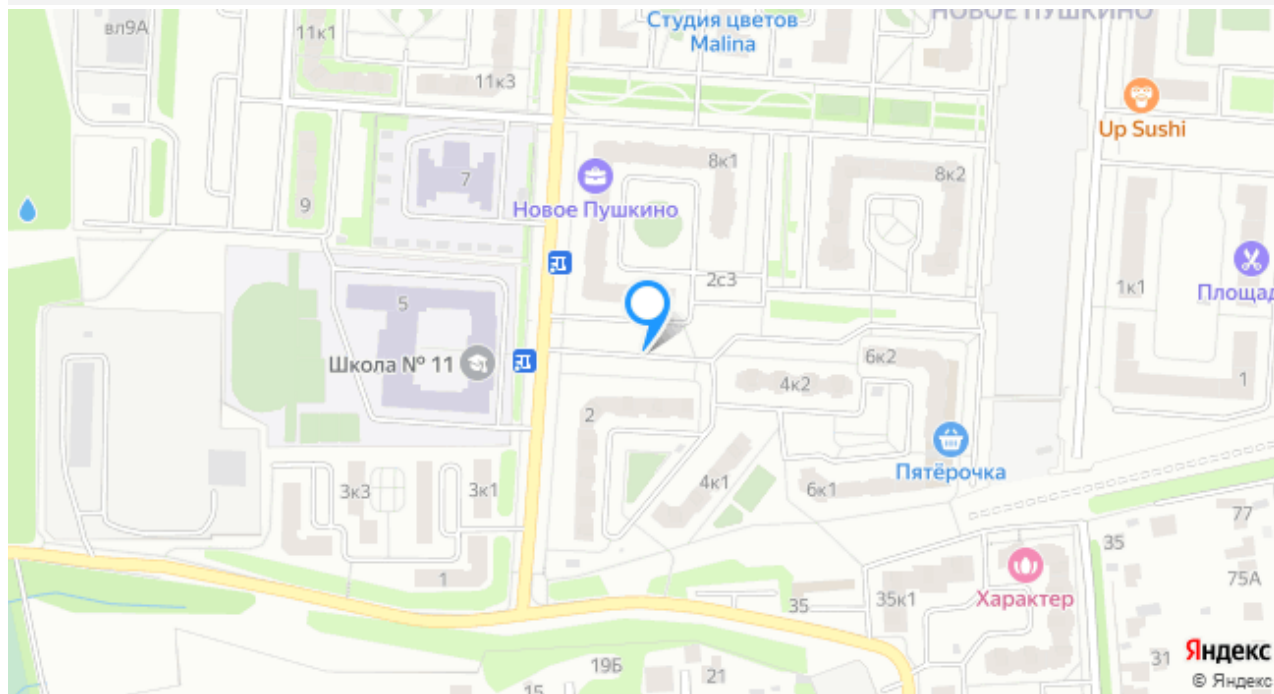 НОВОЕ ПУШКИНО
Студия цветов
Malina
вл9А
11к1
11к3
Up Sushi
8к1
8к2
7
9
Новое Пушкино
2с3
1к1
Площад
5
Школа № 11
6к2
4к2
1
2
Пятёрочка
4к1
6к1
3к3
3к1
77
35
75А
1
Характер
35
35к1
19Б
21
15
31
Яндекс
© Яндекс